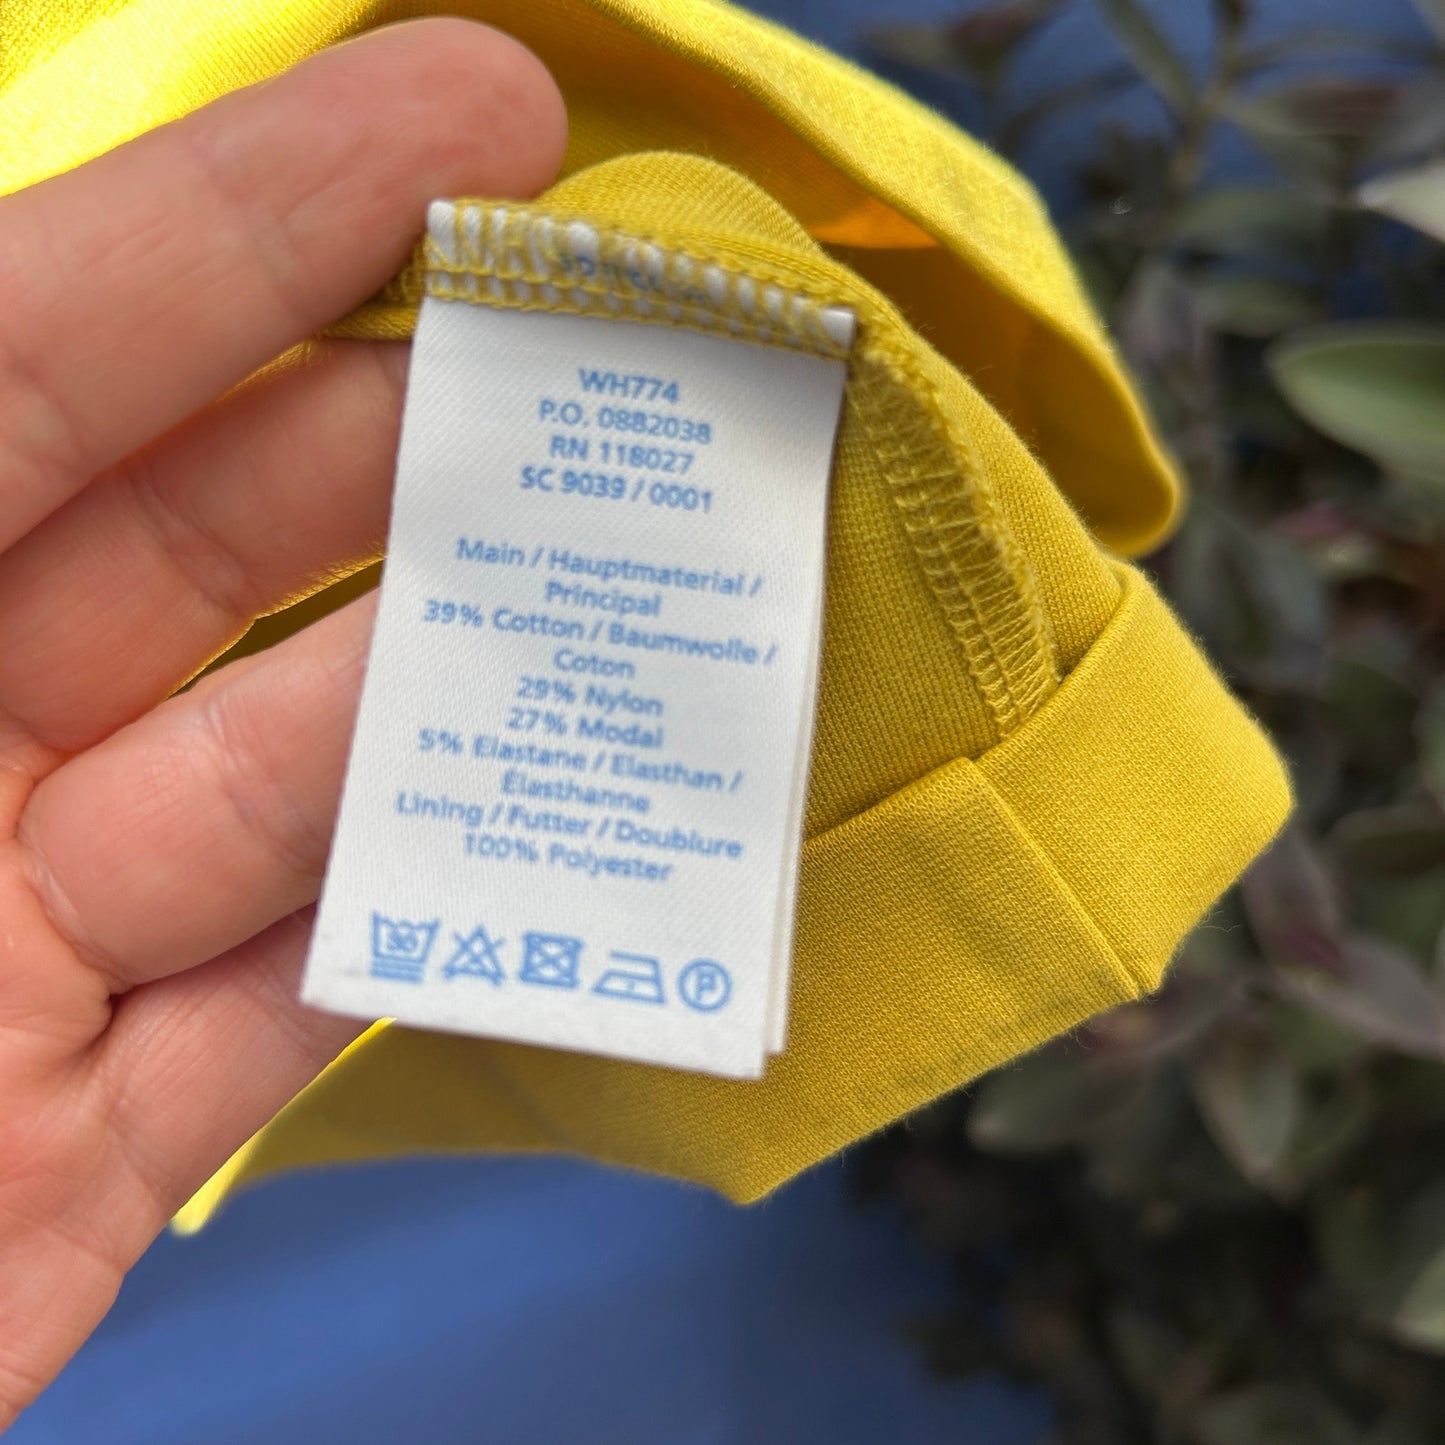 WH774
P.O. 0882038
RN 118027
SC 9039 / 0001
Main / Hauptmaterial /
Principal
39% Cotton / Baumwolle /
Coton
29% Nylon
27% Modal
5% Elastane / Elasthan /
Élasthanne
Lining / Futter / Doublure
100% Polyester
30
P